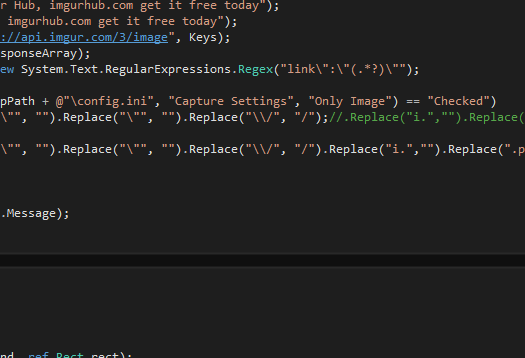 r Hub, imgurhub.com get it free today");
imgurhub.com get it free today");
://api.imgur.com/3/image", Keys);
sponseArray);
ew System.Text.RegularExpressions.Regex("link\":\"(.*?)\"");
pPath + @"\config.ini", "Capture Settings", "Only Image") == "Checked")
\"", "").Replace("\"", "").Replace("\\/", "/");//.Replace("i.","").Replace(
\"", "").Replace("\"", "").Replace("\\/", "/").Replace("i.","").Replace(".p
.Message);
nd, ref Rect rect);